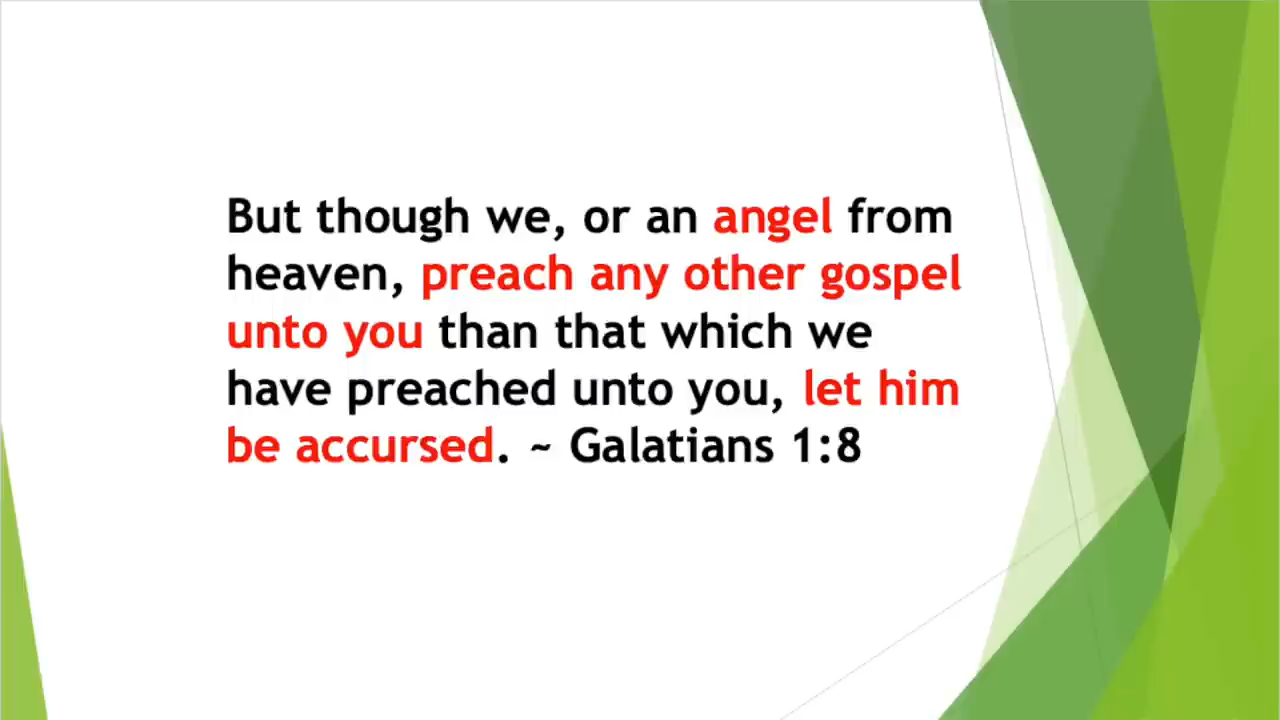 But though we, or an angel from
heaven, preach any other gospel
unto you than that which we
have preached unto you, let him
be accursed. ~ Galatians 1:8